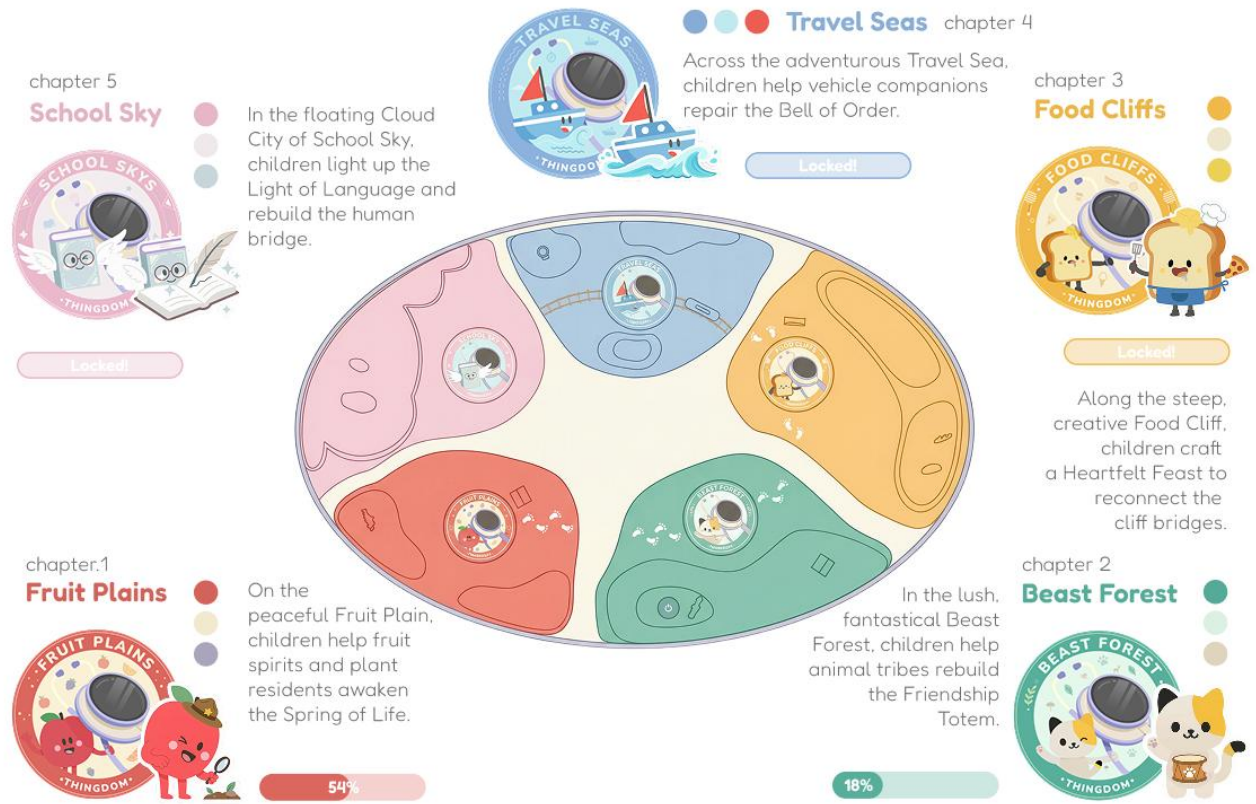 chapter 5
School Sky
In the floating Cloud
City of School Sky,
children light up the
Light of Language and
rebuild the human
bridge.
SCHOOL SKYS
·THINGDOM·
Locked!
TRAVEL SEAS
·THINGDOM·
Travel Seas
chapter 4
Across the adventurous Travel Sea,
children help vehicle companions
repair the Bell of Order.
Locked!
chapter 3
Food Cliffs
FOOD CLIFFS
·THINGDOM·
Locked!
Along the steep,
creative Food Cliff,
children craft
a Heartfelt Feast to
reconnect the
cliff bridges.
TRAVEL SEAS
FOOD CLIFFS
FRUIT PLAINS
BEAST FOREST
chapter.1
Fruit Plains
FRUIT PLAINS
·THINGDOM·
On the
peaceful Fruit Plain,
children help fruit
spirits and plant
residents awaken
the Spring of Life.
54%
chapter 2
Beast Forest
In the lush,
fantastical Beast
Forest, children help
animal tribes rebuild
the Friendship
Totem.
BEAST FOREST
·THINGDOM·
18%